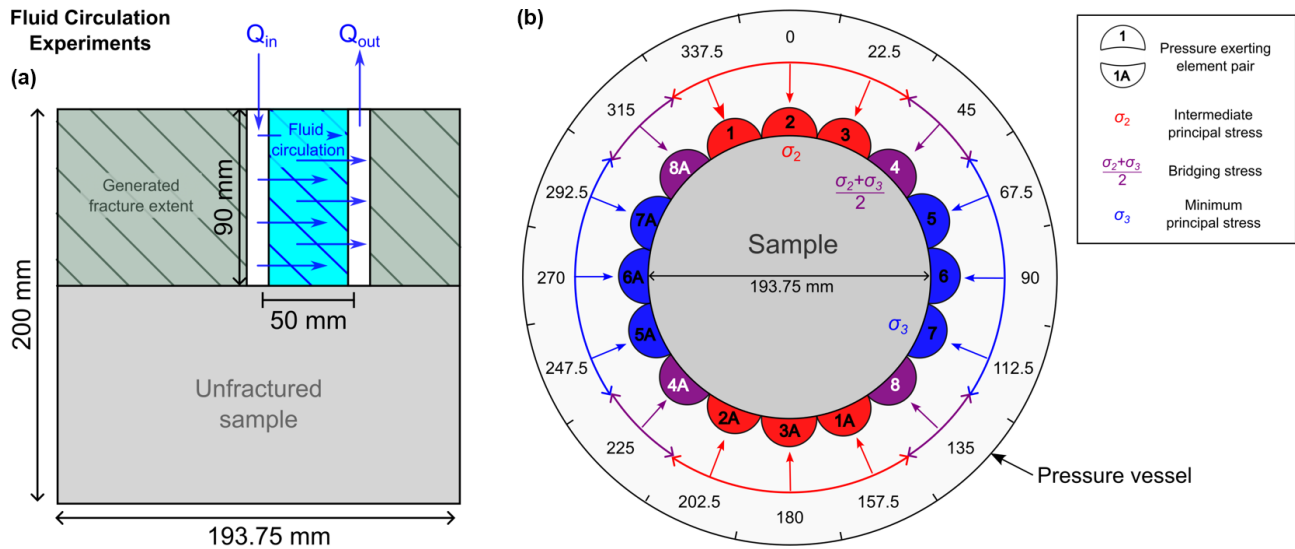 Fluid Circulation
Experiments
(a)
Q_in
Q_out
Fluid
circulation
Generated
fracture extent
90 mm
200 mm
50 mm
Unfractured
sample
193.75 mm
(b)
0
22.5
45
67.5
90
112.5
135
157.5
180
202.5
225
247.5
270
292.5
315
337.5
1
2
3
4
5
6
7
8
1A
3A
2A
4A
5A
6A
7A
8A
σ2
σ2+σ3
2
Sample
193.75 mm
σ3
Pressure vessel
1
1A
Pressure exerting
element pair
σ2
Intermediate
principal stress
σ2+σ3
2
Bridging stress
σ3
Minimum
principal stress